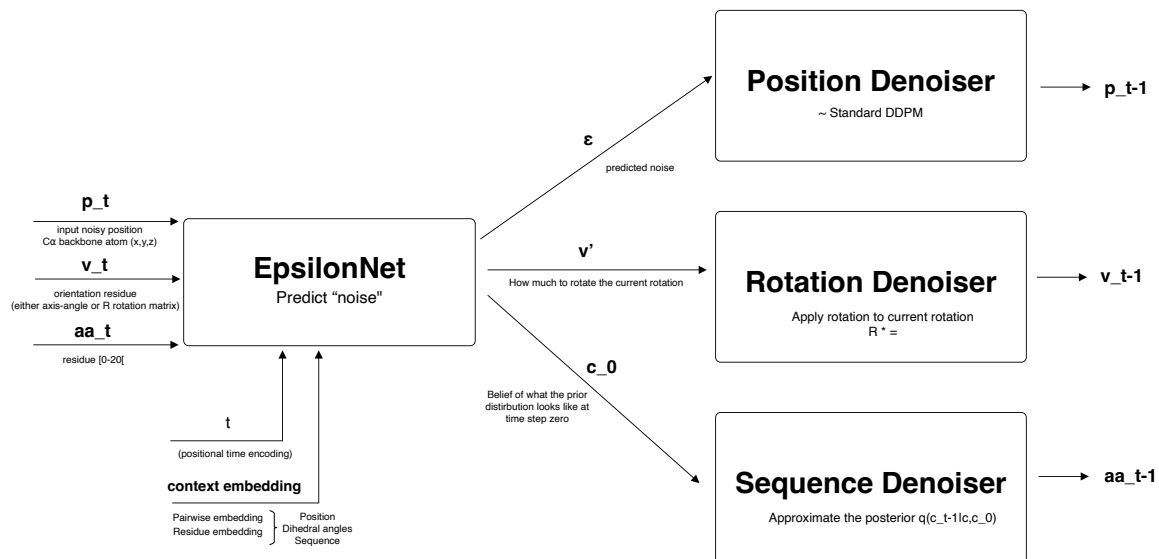 p_t
input noisy position
Cα backbone atom (x,y,z)
v_t
orientation residue
(either axis-angle or R rotation matrix)
aa_t
residue [0-20[
t
(positional time encoding)
context embedding
Pairwise embedding
Residue embedding
Position
Dihedral angles
Sequence
EpsilonNet
Predict “noise"
ε
predicted noise
v’
How much to rotate the current rotation
c_0
Belief of what the prior
distirbution looks like at
time step zero
Position Denoiser
~ Standard DDPM
p_t-1
Rotation Denoiser
Apply rotation to current rotation
R * =
v_t-1
Sequence Denoiser
Approximate the posterior q(c_t-1|c,c_0)
aa_t-1